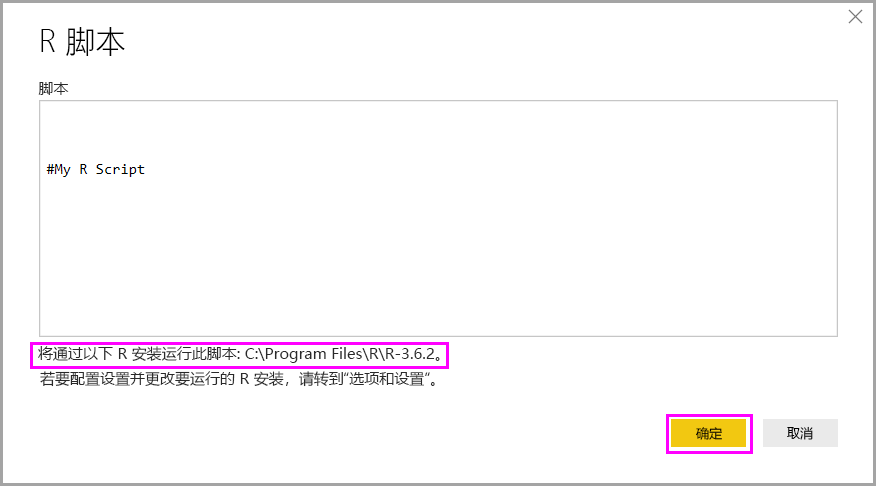 R 脚本
脚本
#My R Script
将通过以下 R 安装运行此脚本: C:\Program Files\R\R-3.6.2。
若要配置设置并更改要运行的 R 安装，请转到“选项和设置”。
确定
取消